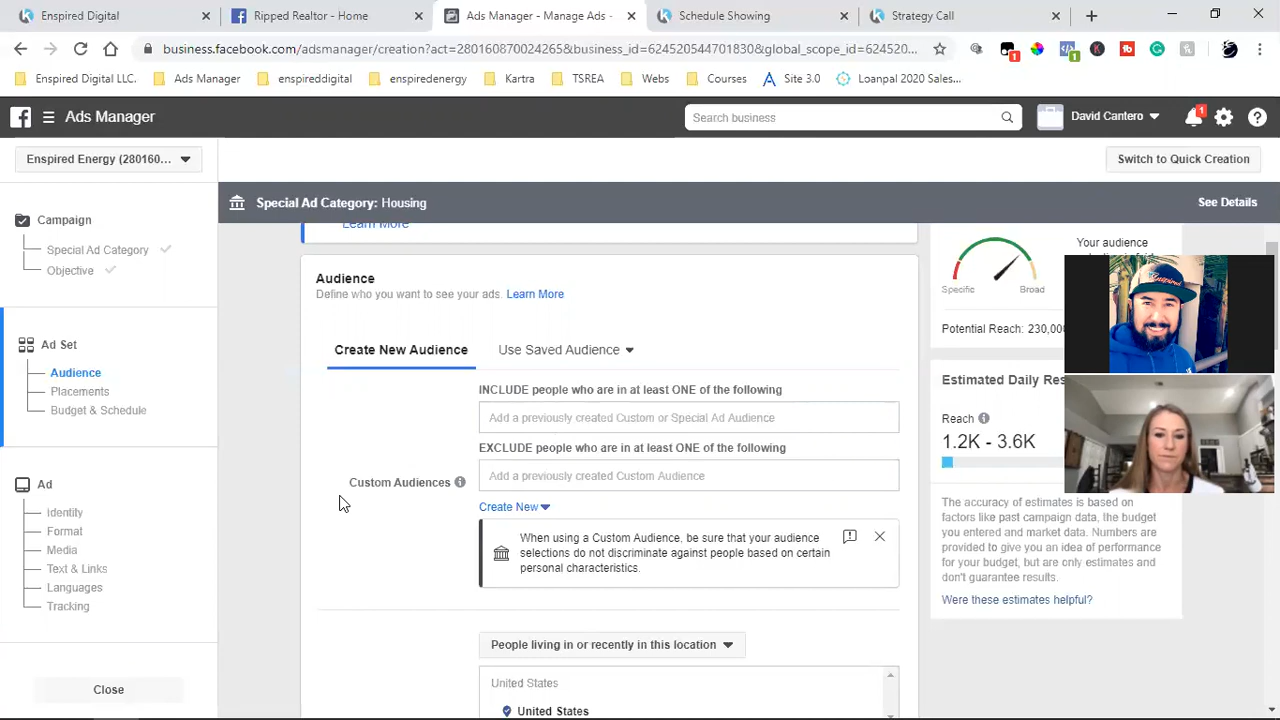 Enspired Digital
Ripped Realtor - Home
Ads Manager - Manage Ads -
Schedule Showing
Strategy Call
business.facebook.com/adsmanager/creation?act=280160870024265&business_id=624520544701830&global_scope_id=62452...
Enspired Digital LLC.
Ads Manager
enspireddigital
enspiredenergy
Kartra
TSREA
Webs
Courses
Site 3.0
Loanpal 2020 Sales...
Ads Manager
Search business
David Cantero
1
Enspired Energy (280160...
Switch to Quick Creation
Campaign
Special Ad Category
Objective
Ad Set
Audience
Placements
Budget & Schedule
Ad
Identity
Format
Media
Text & Links
Languages
Tracking
Close
Special Ad Category: Housing
See Details
Learn More
Audience
Define who you want to see your ads. Learn More
Create New Audience
Use Saved Audience
INCLUDE people who are in at least ONE of the following
Add a previously created Custom or Special Ad Audience
EXCLUDE people who are in at least ONE of the following
Custom Audiences
Add a previously created Custom Audience
Create New
When using a Custom Audience, be sure that your audience
selections do not discriminate against people based on certain
personal characteristics.
People living in or recently in this location
United States
United States
Your audience
Specific
Broad
Potential Reach: 230,00
Estimated Daily Res
Reach
1.2K - 3.6K
The accuracy of estimates is based on
factors like past campaign data, the budget
you entered and market data. Numbers are
provided to give you an idea of performance
for your budget, but are only estimates and
don't guarantee results.
Were these estimates helpful?